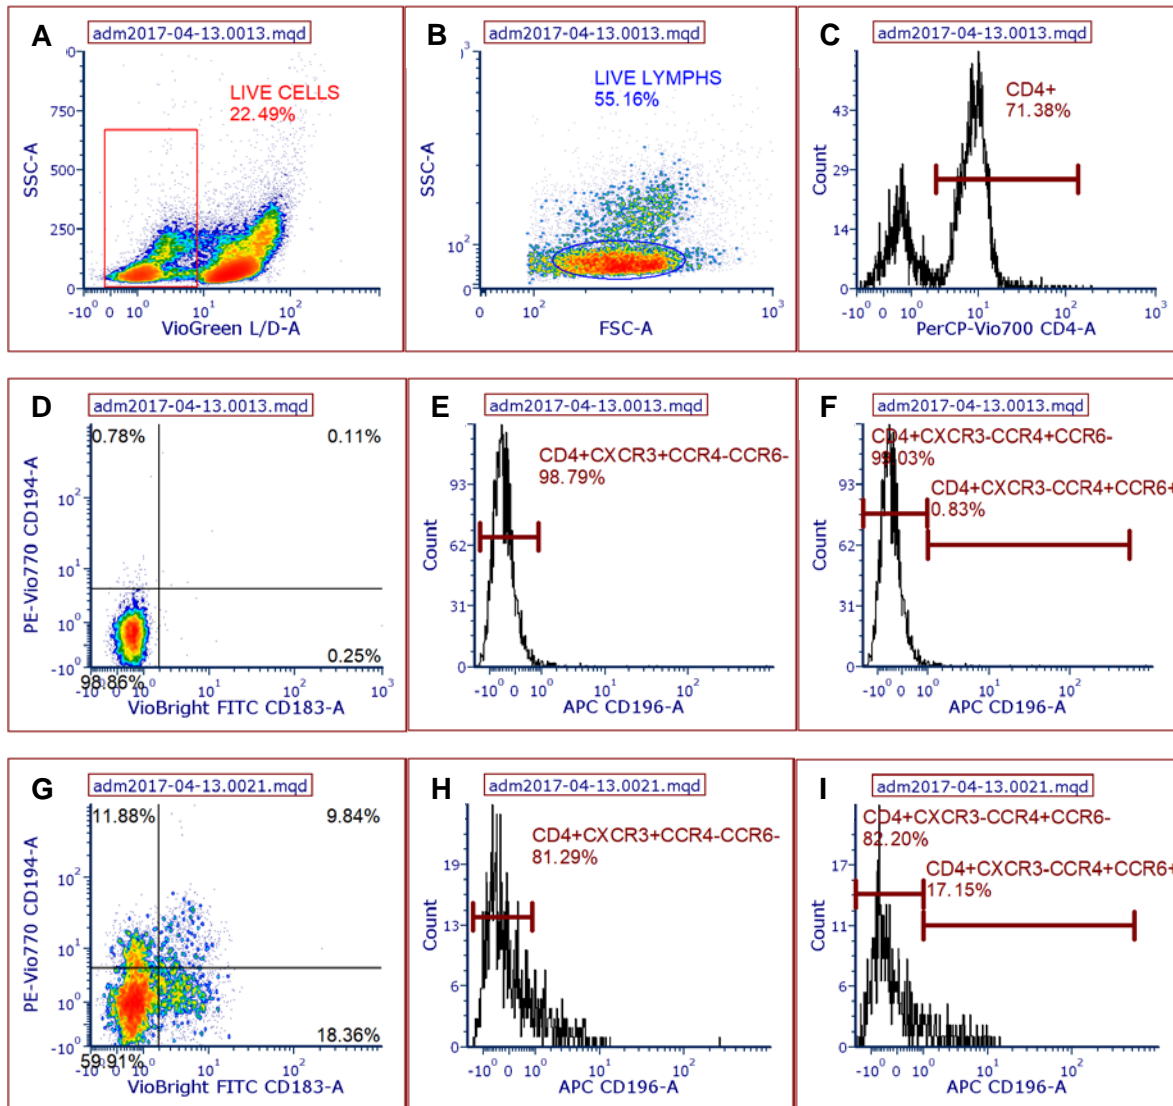 A
adm2017-04-13.0013.mqd
LIVE CELLS
22.49%
SSC-A
750
500
250
0
-10⁰ 0 10⁰ 10¹ 10²
VioGreen L/D-A
B
adm2017-04-13.0013.mqd
LIVE LYMPHS
55.16%
SSC-A
10³
10²
0
0 10² 10³
FSC-A
C
adm2017-04-13.0013.mqd
CD4+
71.38%
Count
43
29
14
0
-10⁰ 0 10⁰ 10¹ 10² 10³
PerCP-Vio700 CD4-A
D
adm2017-04-13.0013.mqd
0.78% 0.11%
PE-Vio770 CD194-A
10²
10¹
10⁰
-10⁰
0.25%
98.86%
-10⁰ 0 10⁰ 10¹ 10² 10³
VioBright FITC CD183-A
E
adm2017-04-13.0013.mqd
CD4+CXCR3+CCR4-CCR6-
98.79%
Count
93
62
31
0
-10⁰ 0 10⁰ 10¹ 10²
APC CD196-A
F
adm2017-04-13.0013.mqd
CD4+CXCR3-CCR4+CCR6-
99.03%
CD4+CXCR3-CCR4+CCR6+
0.83%
Count
93
62
31
0
-10⁰ 0 10⁰ 10¹ 10²
APC CD196-A
G
adm2017-04-13.0021.mqd
11.88% 9.84%
PE-Vio770 CD194-A
10²
10¹
10⁰
-10⁰
18.36%
59.91%
-10⁰ 0 10⁰ 10¹ 10² 10³
VioBright FITC CD183-A
H
adm2017-04-13.0021.mqd
CD4+CXCR3+CCR4-CCR6-
81.29%
Count
19
13
6
0
-10⁰ 0 10⁰ 10¹ 10²
APC CD196-A
I
adm2017-04-13.0021.mqd
CD4+CXCR3-CCR4+CCR6-
82.20%
CD4+CXCR3-CCR4+CCR6+
17.15%
Count
17
11
6
0
-10⁰ 0 10⁰ 10¹ 10²
APC CD196-A